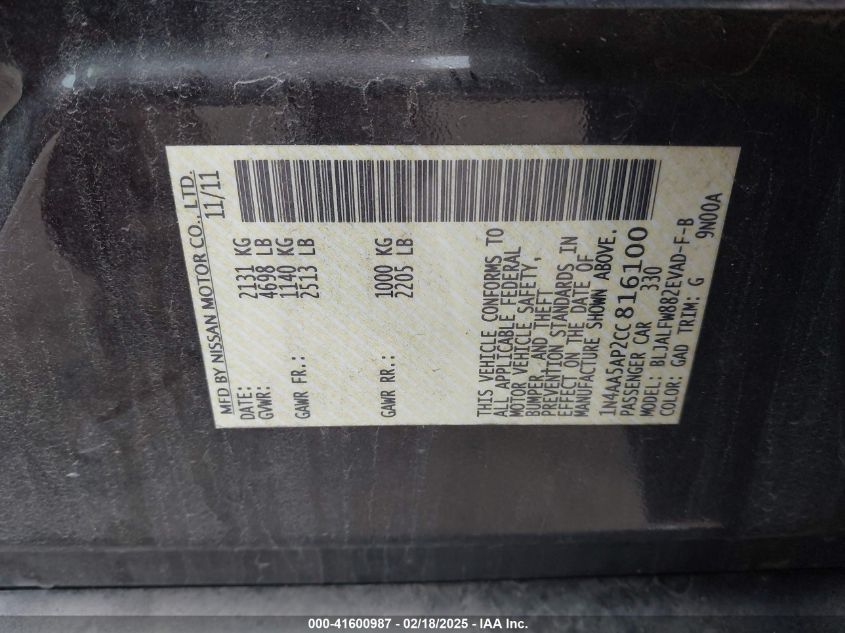 MFD BY NISSAN MOTOR CO., LTD.
DATE: 11/11
GVWR: 2131 KG
4698 LB
GAWR FR.: 1140 KG
2513 LB
GAWR RR.: 1000 KG
2205 LB
THIS VEHICLE CONFORMS TO
ALL APPLICABLE FEDERAL
MOTOR VEHICLE SAFETY,
BUMPER, AND THEFT
PREVENTION STANDARDS IN
EFFECT ON THE DATE OF
MANUFACTURE SHOWN ABOVE.
1N4AA5AP2CC816100
PASSENGER CAR 330
MODEL: BLJALFW882EVAD-F-B
COLOR: GAD TRIM: G 9N00A
000-41600987 - 02/18/2025 - IAA Inc.